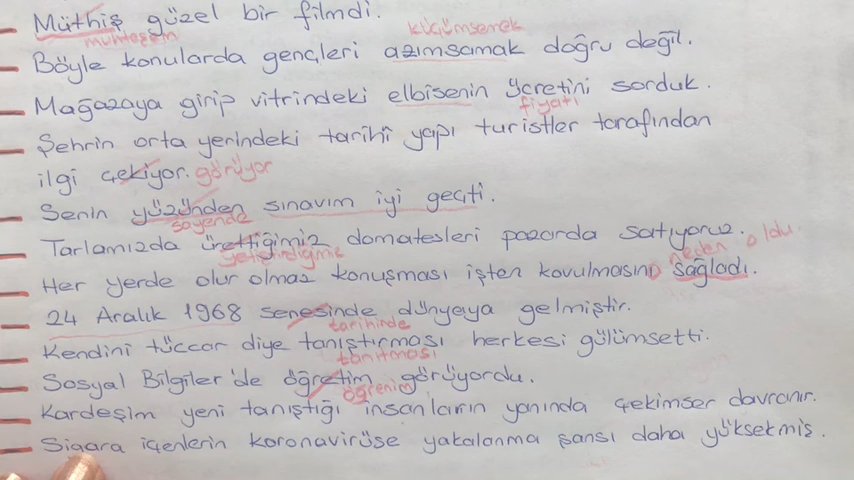 Müthiş güzel bir filmdi.
muhteşem
küçümsemek
Böyle konularda gençleri azımsamak doğru değil.
Mağazaya girip vitrindeki elbisenin ücretini sorduk.
fiyatı
Şehrin orta yerindeki tarihî yapı turistler tarafından
ilgi çekiyor. görüyor
Senin yüzünden sınavım iyi geçti.
sayende
Tarlamızda ürettiğimiz domatesleri pazarda satıyoruz.
yetiştirdiğimiz
neden oldu
Her yerde olur olmaz konuşması işten kovulmasını sağladı.
24 Aralık 1968 senesinde dünyaya gelmiştir.
tarihinde
Kendini tüccar diye tanıştırması herkesi gülümsetti.
tanıtması
Sosyal Bilgiler'de öğretim görüyordu.
öğrenim
Kardeşim yeni tanıştığı insanların yanında çekimser davranır.
Sigara içenlerin koronavirüse yakalanma şansı daha yüksekmiş.